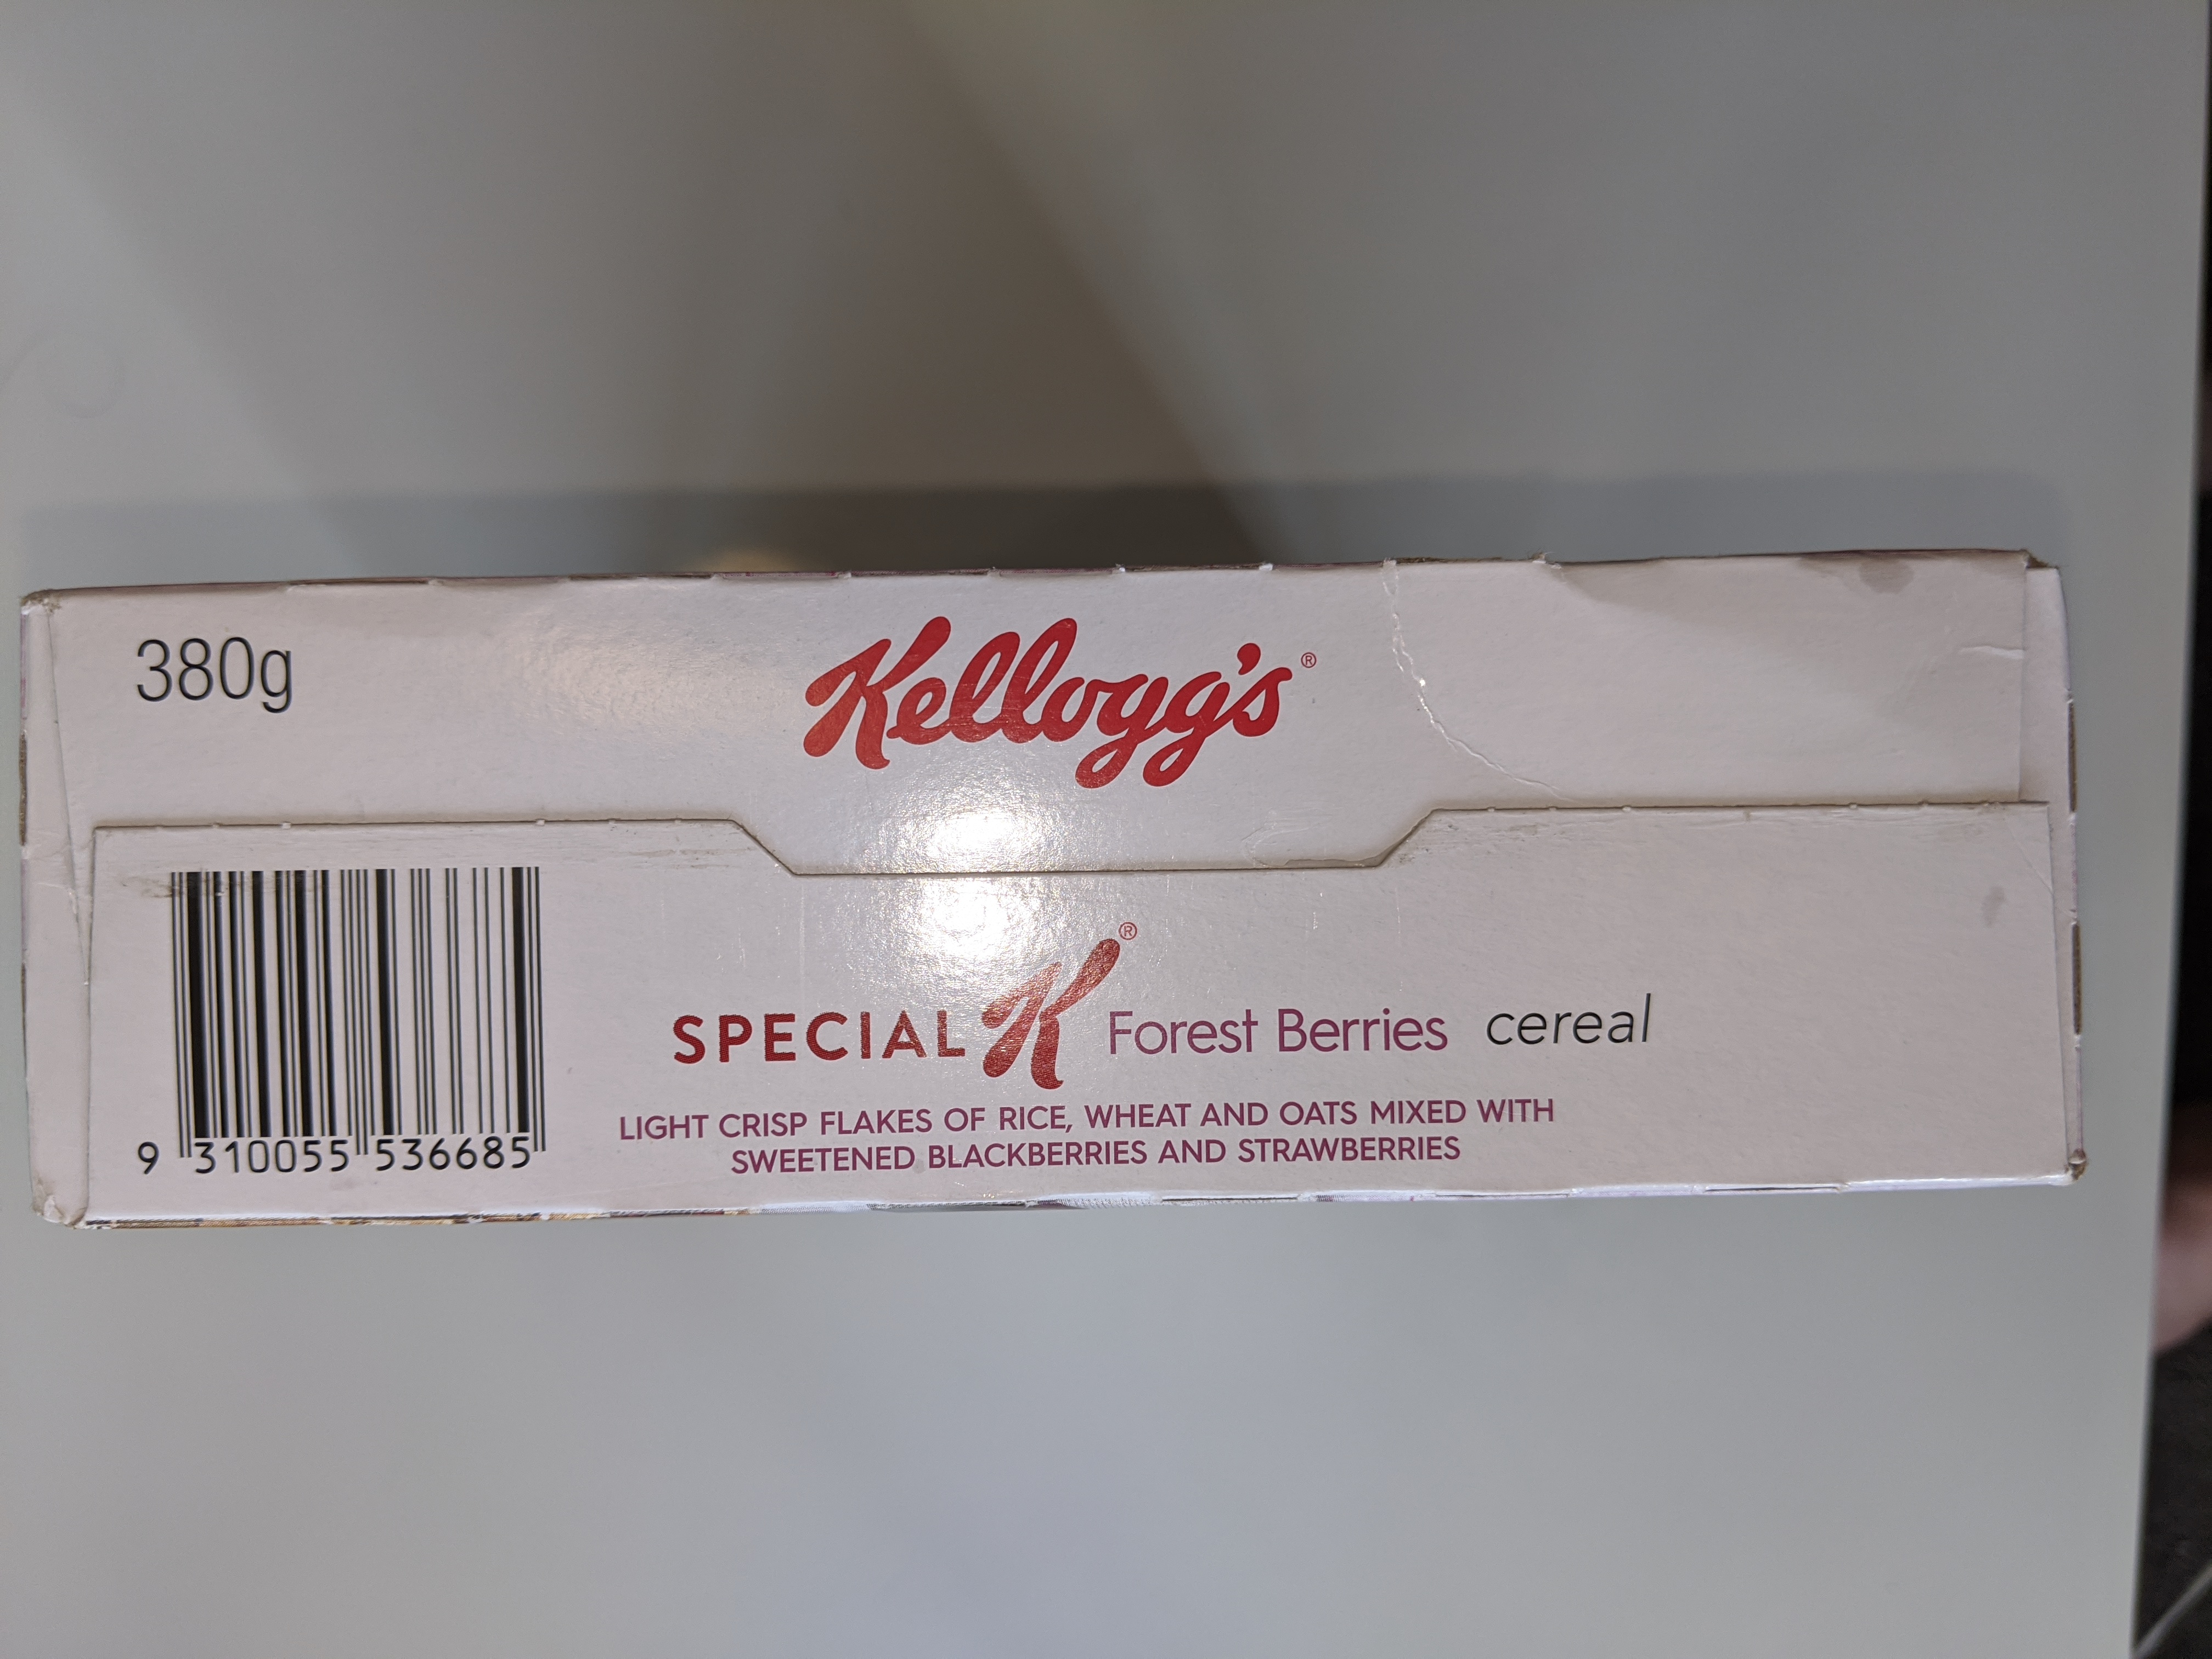 380g
Kellogg's®
SPECIAL K® Forest Berries cereal
LIGHT CRISP FLAKES OF RICE, WHEAT AND OATS MIXED WITH
SWEETENED BLACKBERRIES AND STRAWBERRIES
9 310055 536685